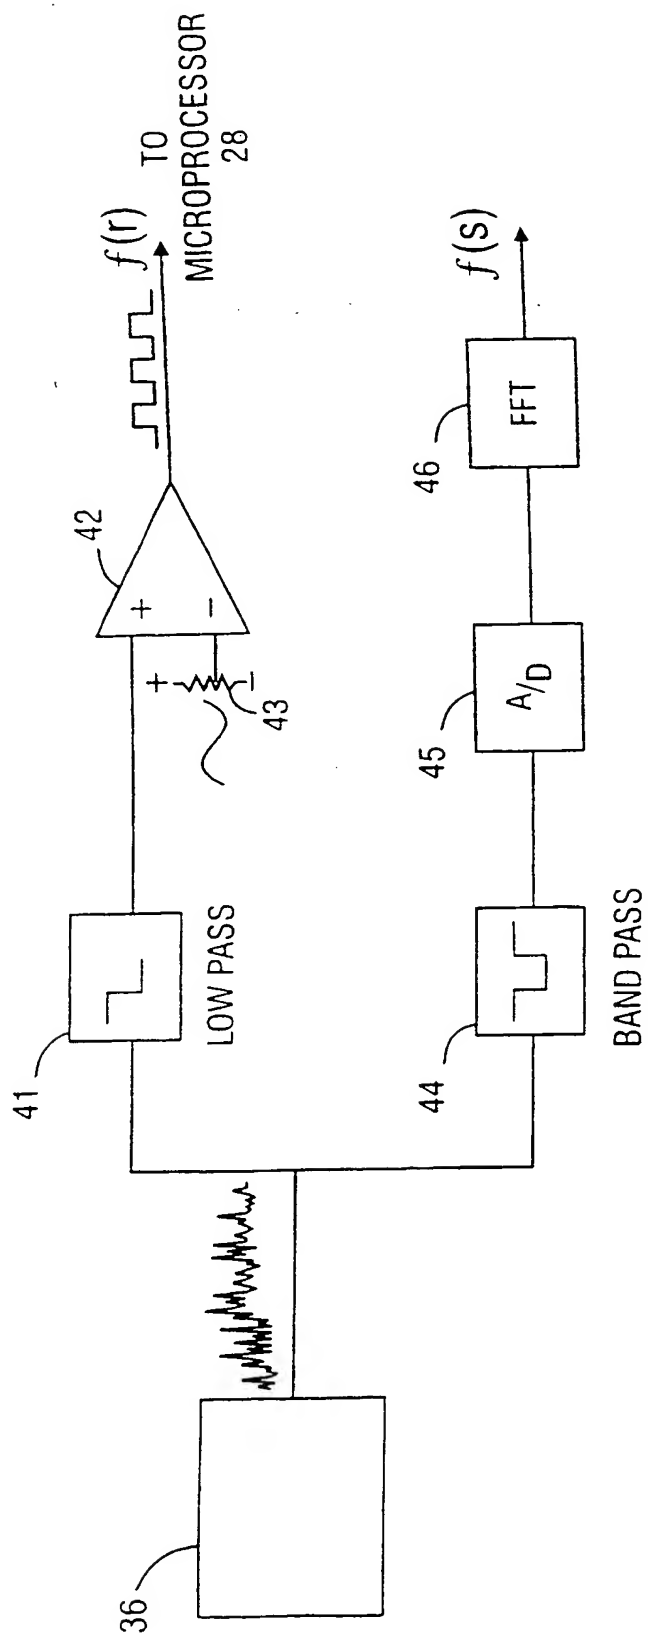 36
41
LOW PASS
42
+
−
+
−
43
f(r)
TO
MICROPROCESSOR
28
44
BAND PASS
45
A/D
46
FFT
f(s)